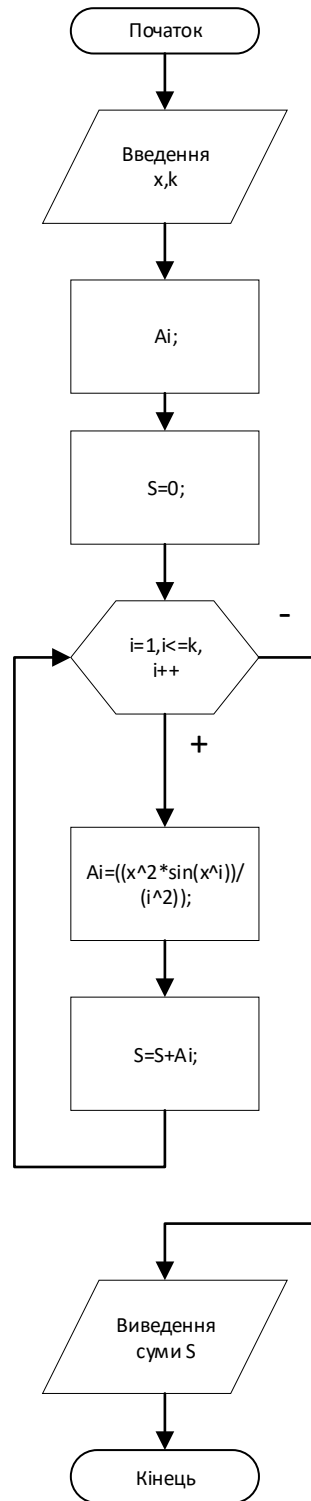 Початок
Введення
x,k
Ai;
S=0;
-
i=1,i<=k,
i++
+
Ai=((x^2*sin(x^i))/
(i^2));
S=S+Ai;
Виведення
суми S
Кінець